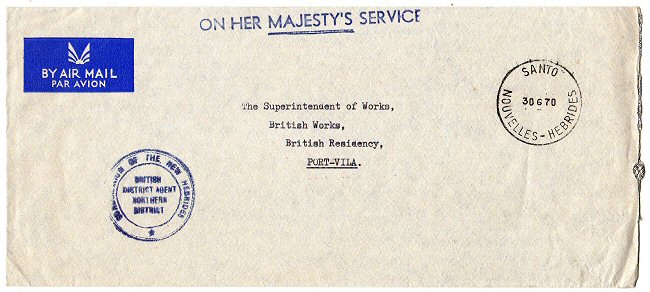 ON HER MAJESTY'S SERVICE
BY AIR MAIL
PAR AVION
SANTO
30 6 70
NOUVELLES-HEBRIDES
The Superintendent of Works,
British Works,
British Residency,
PORT-VILA.
OF THE NEW HEBRIDES
BRITISH
DISTRICT AGENT
NORTHERN
DISTRICT